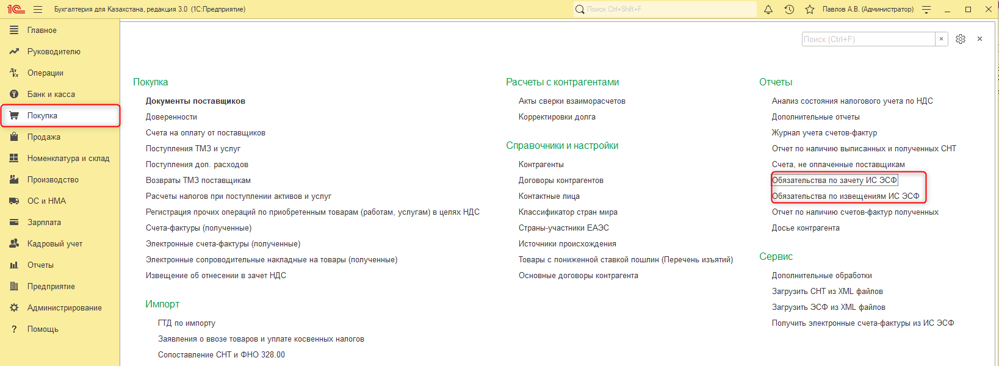 Бухгалтерия для Казахстана, редакция 3.0 (1С:Предприятие)
Поиск Ctrl+Shift+F
Павлов А.В. (Администратор)
Главное
Руководителю
Операции
Банк и касса
Покупка
Продажа
Номенклатура и склад
Производство
ОС и НМА
Зарплата
Кадровый учет
Отчеты
Предприятие
Администрирование
Помощь
Поиск (Ctrl+F)
Покупка
Документы поставщиков
Доверенности
Счета на оплату от поставщиков
Поступления ТМЗ и услуг
Поступления доп. расходов
Возвраты ТМЗ поставщикам
Расчеты налогов при поступлении активов и услуг
Регистрация прочих операций по приобретенным товарам (работам, услугам) в целях НДС
Счета-фактуры (полученные)
Электронные счета-фактуры (полученные)
Электронные сопроводительные накладные на товары (полученные)
Извещение об отнесении в зачет НДС
Импорт
ГТД по импорту
Заявления о ввозе товаров и уплате косвенных налогов
Сопоставление СНТ и ФНО 328.00
Расчеты с контрагентами
Акты сверки взаиморасчетов
Корректировки долга
Справочники и настройки
Контрагенты
Договоры контрагентов
Контактные лица
Классификатор стран мира
Страны-участники ЕАЭС
Источники происхождения
Товары с пониженной ставкой пошлин (Перечень изъятий)
Основные договоры контрагента
Отчеты
Анализ состояния налогового учета по НДС
Дополнительные отчеты
Журнал учета счетов-фактур
Отчет по наличию выписанных и полученных СНТ
Счета, не оплаченные поставщикам
Обязательства по зачету ИС ЭСФ
Обязательства по извещениям ИС ЭСФ
Отчет по наличию счетов-фактур полученных
Досье контрагента
Сервис
Дополнительные обработки
Загрузить СНТ из XML файлов
Загрузить ЭСФ из XML файлов
Получить электронные счета-фактуры из ИС ЭСФ